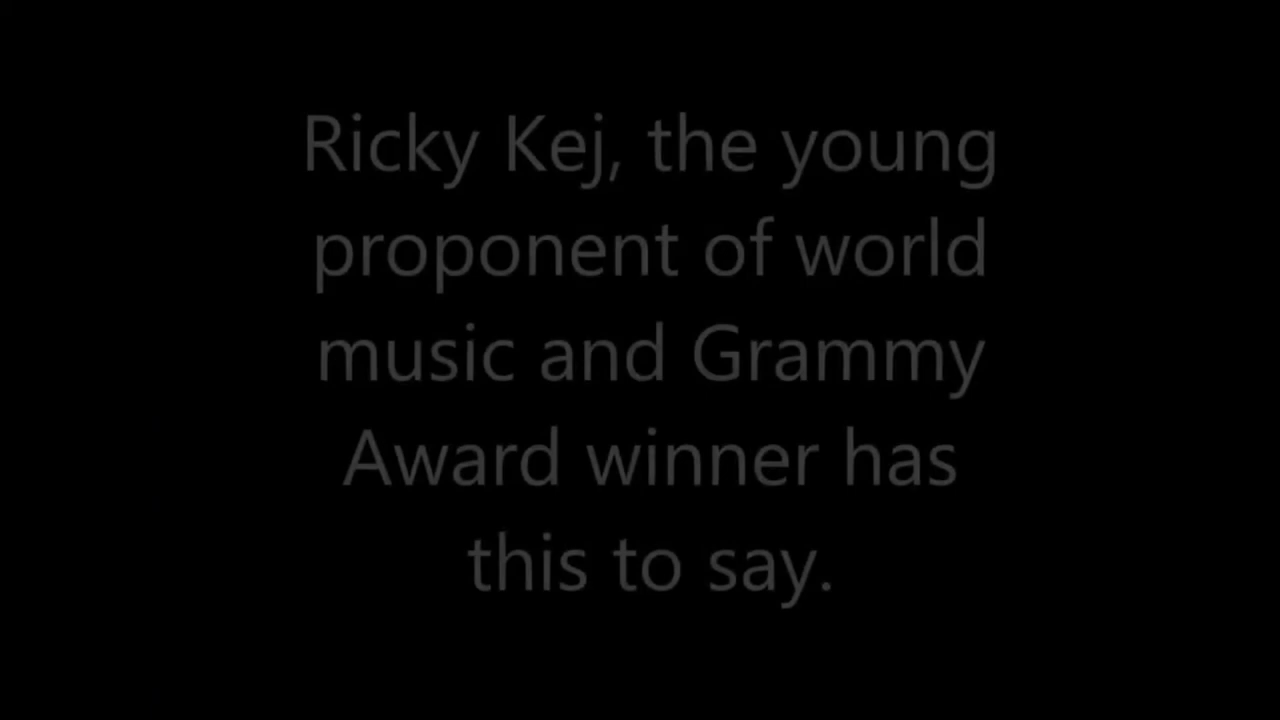 Ricky Kej, the young
proponent of world
music and Grammy
Award winner has
this to say.